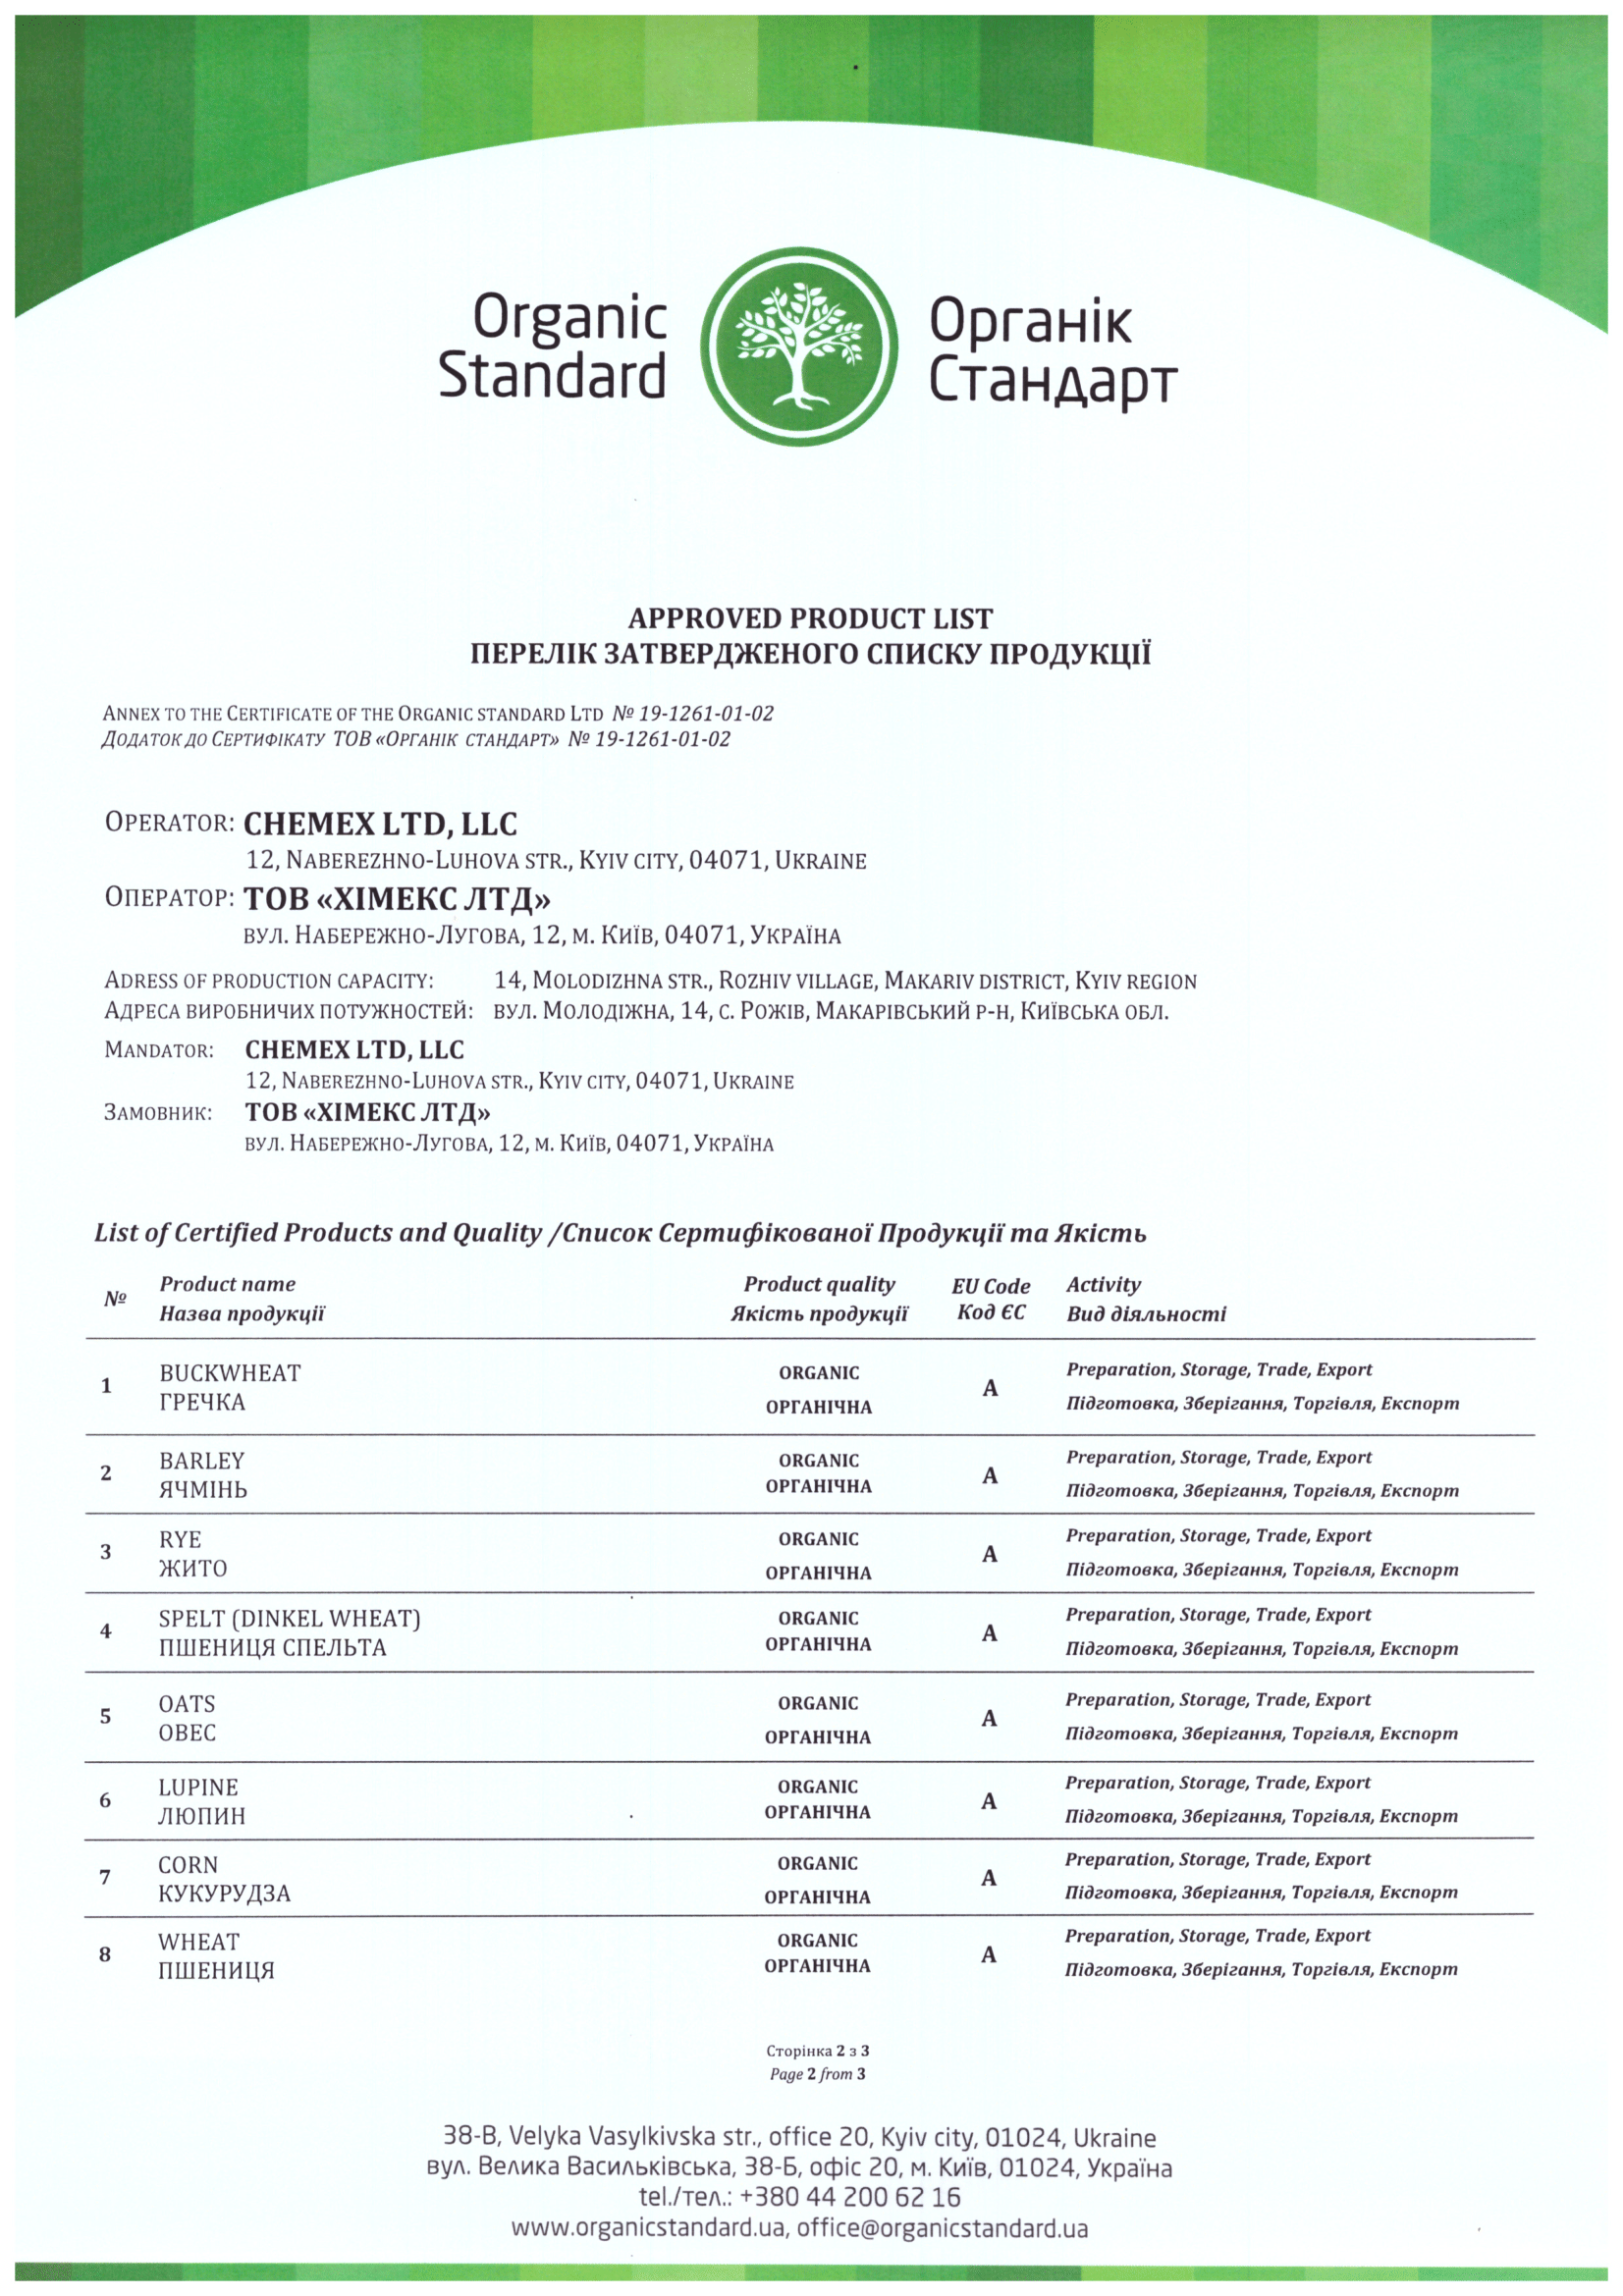 Organic
Standard
Органік
Стандарт
APPROVED PRODUCT LIST
ПЕРЕЛІК ЗАТВЕРДЖЕНОГО СПИСКУ ПРОДУКЦІЇ
ANNEX TO THE CERTIFICATE OF THE ORGANIC STANDARD LTD № 19-1261-01-02
ДОДАТОК ДО СЕРТИФІКАТУ ТОВ «ОРГАНІК СТАНДАРТ» № 19-1261-01-02
OPERATOR: CHEMEX LTD, LLC
12, NABEREZHNO-LUHOVA STR., KYIV CITY, 04071, UKRAINE
ОПЕРАТОР: ТОВ «ХІМЕКС ЛТД»
ВУЛ. НАБЕРЕЖНО-ЛУГОВА, 12, М. КИЇВ, 04071, УКРАЇНА
ADRESS OF PRODUCTION CAPACITY: 14, MOLODIZHNA STR., ROZHIV VILLAGE, MAKARIV DISTRICT, KYIV REGION
АДРЕСА ВИРОБНИЧИХ ПОТУЖНОСТЕЙ: ВУЛ. МОЛОДІЖНА, 14, С. РОЖІВ, МАКАРІВСЬКИЙ Р-Н, КИЇВСЬКА ОБЛ.
MANDATOR: CHEMEX LTD, LLC
12, NABEREZHNO-LUHOVA STR., KYIV CITY, 04071, UKRAINE
ЗАМОВНИК: ТОВ «ХІМЕКС ЛТД»
ВУЛ. НАБЕРЕЖНО-ЛУГОВА, 12, М. КИЇВ, 04071, УКРАЇНА
List of Certified Products and Quality /Список Сертифікованої Продукції та Якість
№ Product name Product quality EU Code Activity
Назва продукції Якість продукції Код ЄС Вид діяльності
1 BUCKWHEAT ORGANIC A Preparation, Storage, Trade, Export
ГРЕЧКА ОРГАНІЧНА Підготовка, Зберігання, Торгівля, Експорт
2 BARLEY ORGANIC A Preparation, Storage, Trade, Export
ЯЧМІНЬ ОРГАНІЧНА Підготовка, Зберігання, Торгівля, Експорт
3 RYE ORGANIC A Preparation, Storage, Trade, Export
ЖИТО ОРГАНІЧНА Підготовка, Зберігання, Торгівля, Експорт
4 SPELT (DINKEL WHEAT) ORGANIC A Preparation, Storage, Trade, Export
ПШЕНИЦЯ СПЕЛЬТА ОРГАНІЧНА Підготовка, Зберігання, Торгівля, Експорт
5 OATS ORGANIC A Preparation, Storage, Trade, Export
ОВЕС ОРГАНІЧНА Підготовка, Зберігання, Торгівля, Експорт
6 LUPINE ORGANIC A Preparation, Storage, Trade, Export
ЛЮПИН ОРГАНІЧНА Підготовка, Зберігання, Торгівля, Експорт
7 CORN ORGANIC A Preparation, Storage, Trade, Export
КУКУРУДЗА ОРГАНІЧНА Підготовка, Зберігання, Торгівля, Експорт
8 WHEAT ORGANIC A Preparation, Storage, Trade, Export
ПШЕНИЦЯ ОРГАНІЧНА Підготовка, Зберігання, Торгівля, Експорт
Сторінка 2 з 3
Page 2 from 3
38-B, Velyka Vasylkivska str., office 20, Kyiv city, 01024, Ukraine
вул. Велика Васильківська, 38-Б, офіс 20, м. Київ, 01024, Україна
tel./тел.: +380 44 200 62 16
www.organicstandard.ua, office@organicstandard.ua